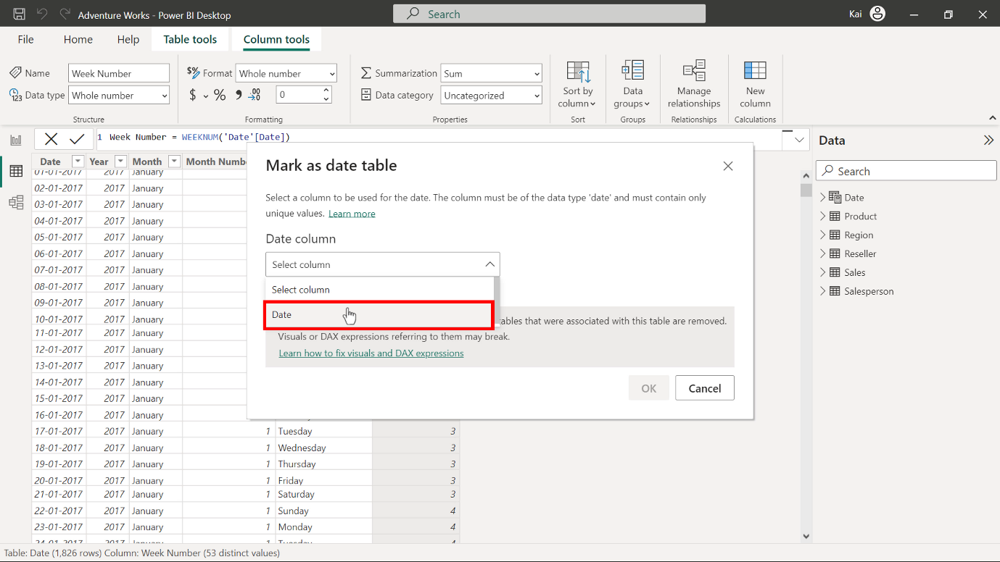 Adventure Works - Power BI Desktop
Search
Kai
File
Home
Help
Table tools
Column tools
Name
Week Number
Data type
Whole number
Structure
Format
Whole number
$ % , .00
0
Formatting
Summarization
Sum
Data category
Uncategorized
Properties
Sort by
column
Sort
Data
groups
Groups
Manage
relationships
Relationships
New
column
Calculations
1 Week Number = WEEKNUM('Date'[Date])
Date Year Month Month Numb
01-01-2017 2017 January
02-01-2017 2017 January
03-01-2017 2017 January
04-01-2017 2017 January
05-01-2017 2017 January
06-01-2017 2017 January
07-01-2017 2017 January
08-01-2017 2017 January
09-01-2017 2017 January
10-01-2017 2017 January
11-01-2017 2017 January
12-01-2017 2017 January
13-01-2017 2017 January
14-01-2017 2017 January
15-01-2017 2017 January
16-01-2017 2017 January
17-01-2017 2017 January 1 Tuesday 3
18-01-2017 2017 January 1 Wednesday 3
19-01-2017 2017 January 1 Thursday 3
20-01-2017 2017 January 1 Friday 3
21-01-2017 2017 January 1 Saturday 3
22-01-2017 2017 January 1 Sunday 4
23-01-2017 2017 January 1 Monday 4
24-01-2017 2017 January 1 Tuesday 4
Mark as date table
Select a column to be used for the date. The column must be of the data type 'date' and must contain only
unique values. Learn more
Date column
Select column
Select column
Date
ables that were associated with this table are removed.
Visuals or DAX expressions referring to them may break.
Learn how to fix visuals and DAX expressions
OK
Cancel
Data
Search
Date
Product
Region
Reseller
Sales
Salesperson
Table: Date (1,826 rows) Column: Week Number (53 distinct values)